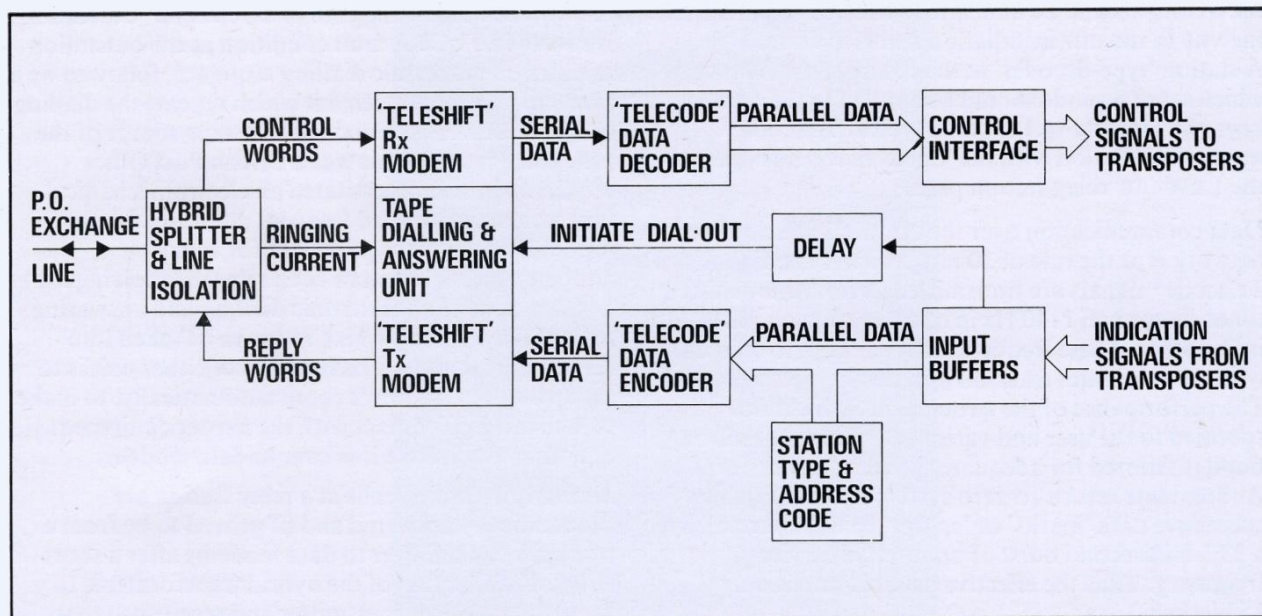 CONTROL
WORDS
'TELESHIFT'
Rx
MODEM
SERIAL
DATA
'TELECODE'
DATA
DECODER
PARALLEL DATA
CONTROL
INTERFACE
CONTROL
SIGNALS TO
TRANSPOSERS
P.O.
EXCHANGE
LINE
HYBRID
SPLITTER
& LINE
ISOLATION
RINGING
CURRENT
TAPE
DIALLING &
ANSWERING
UNIT
INITIATE DIAL·OUT
DELAY
REPLY
WORDS
'TELESHIFT'
Tx
MODEM
SERIAL
DATA
'TELECODE'
DATA
ENCODER
PARALLEL DATA
INPUT
BUFFERS
INDICATION
SIGNALS FROM
TRANSPOSERS
STATION
TYPE &
ADDRESS
CODE